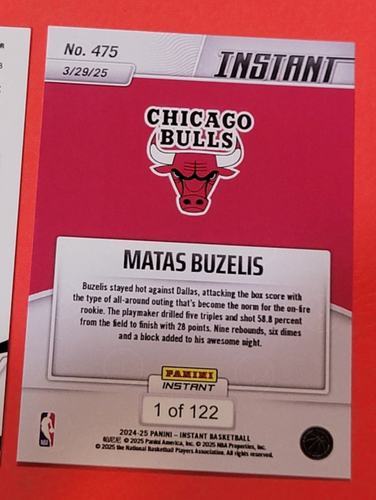 No. 475
INSTANT
3/29/25
CHICAGO
BULLS
MATAS BUZELIS
Buzelis stayed hot against Dallas, attacking the box score with
the type of all-around outing that's become the norm for the on-fire
rookie. The playmaker drilled five triples and shot 58.8 percent
from the field to finish with 28 points. Nine rebounds, six dimes
and a block added to his awesome night.
PANINI
INSTANT
1 of 122
2024-25 PANINI – INSTANT BASKETBALL
© 2025 Panini America, Inc. © 2025 NBA Properties, Inc.
© 2025 the National Basketball Players Association. All Rights Reserved.
NBA